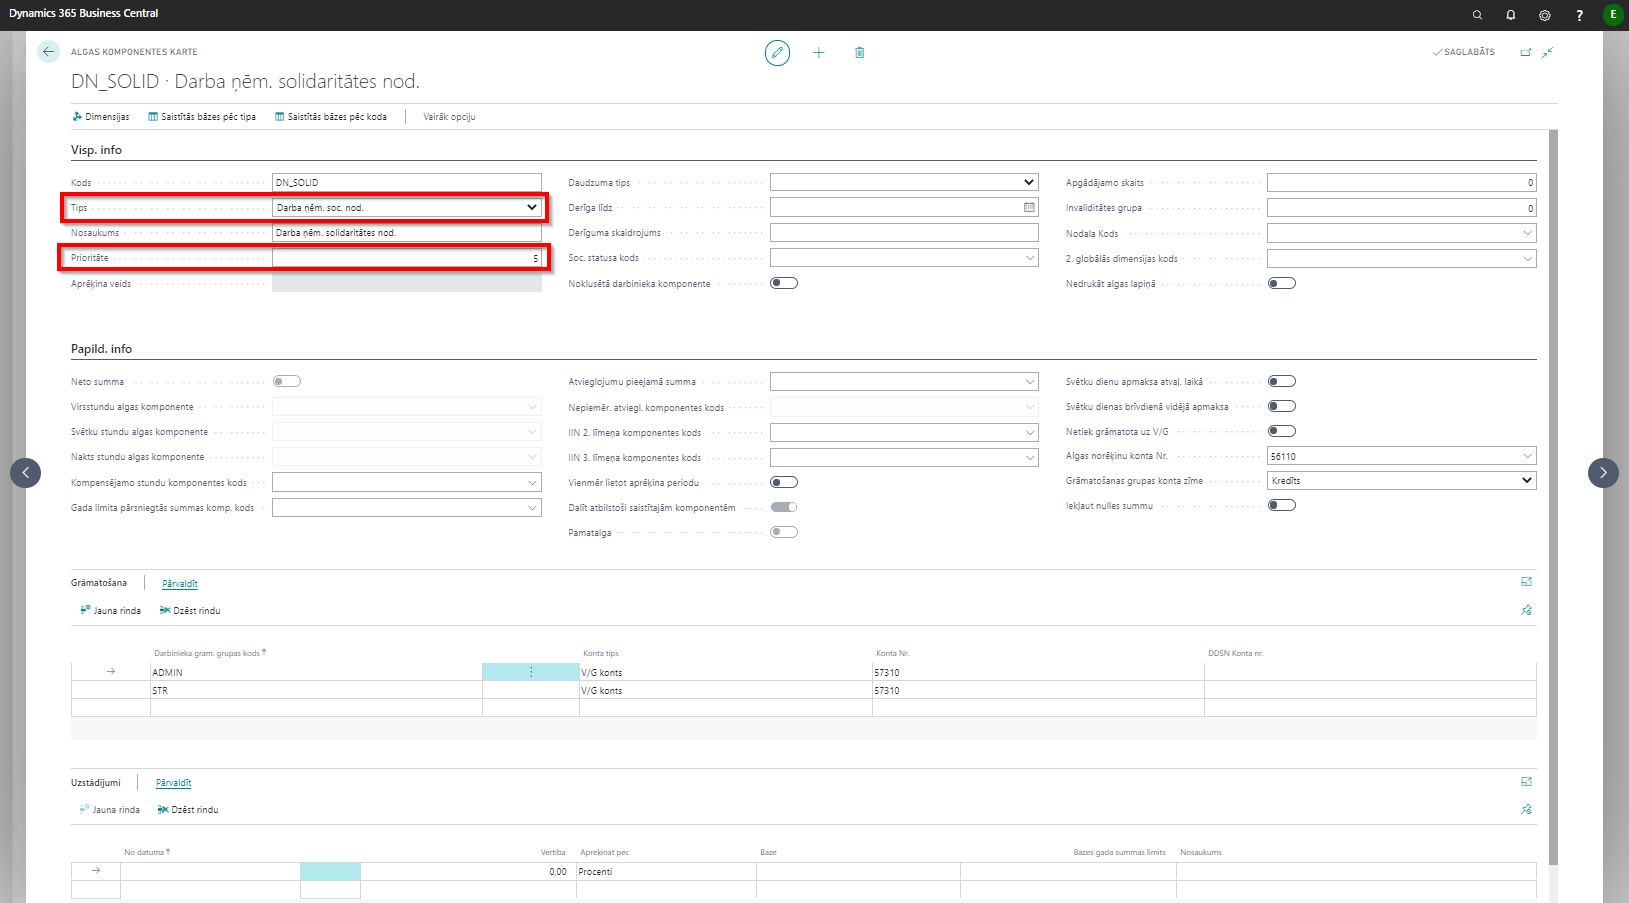 Dynamics 365 Business Central
?
E
ALGAS KOMPONENTES KARTE
SAGLABĀTS
DN_SOLID · Darba ņēm. solidaritātes nod.
Dimensijas
Saistītās bāzes pēc tipa
Saistītās bāzes pēc koda
Vairāk opciju
Visp. info
Kods
DN_SOLID
Tips
Darba ņēm. soc. nod.
Nosaukums
Darba ņēm. solidaritātes nod.
Prioritāte
5
Aprēķina veids
Daudzuma tips
Derīga līdz
Derīguma skaidrojums
Soc. statusa kods
Noklusētā darbinieka komponente
Apgādājamo skaits
0
Invaliditātes grupa
0
Nodaļa Kods
2. globālās dimensijas kods
Nedrukāt algas lapiņā
Papild. info
Neto summa
Virsstundu algas komponente
Svētku stundu algas komponente
Nakts stundu algas komponente
Kompensējamo stundu komponentes kods
Gada limita pārsniegtās summas komp. kods
Atvieglojumu pieejamā summa
Nepiemēr. atviegl. komponentes kods
IIN 2. līmeņa komponentes kods
IIN 3. līmeņa komponentes kods
Vienmēr lietot aprēķina periodu
Dalīt atbilstoši saistītajām komponentēm
Pamatalga
Svētku dienu apmaksa atvaļ. laikā
Svētku dienas brīvdienā vidējā apmaksa
Netiek grāmatota uz V/G
Algas norēķinu konta Nr.
56110
Grāmatošanas grupas konta zīme
Kredīts
Iekļaut nulles summu
Grāmatošana
Pārvaldīt
Jauna rinda
Dzēst rindu
Darbinieka grām. grupas kods
Konta tips
Konta Nr.
DDSN Konta nr.
ADMIN
V/G konts
57310
STR
V/G konts
57310
Uzstādījumi
Pārvaldīt
Jauna rinda
Dzēst rindu
No datuma
Vērtība
Aprēķināt pēc
Bāze
Bāzes gada summas limits
Nosaukums
0,00
Procenti